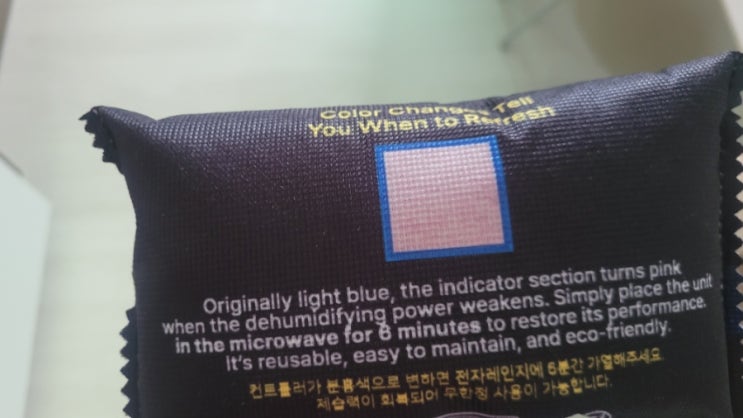 Color Changes Tell
You When to Refresh
Originally light blue, the indicator section turns pink
when the dehumidifying power weakens. Simply place the unit
in the microwave for 6 minutes to restore its performance.
It's reusable, easy to maintain, and eco-friendly.
컨트롤러가 분홍색으로 변하면 전자레인지에 6분간 가열해주세요
제습력이 회복되어 무한정 사용이 가능합니다.